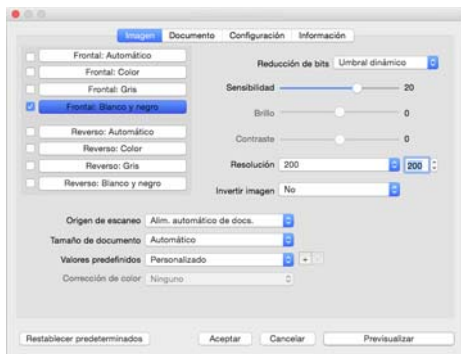 Imagen Documento Configuración Información
Frontal: Automático
Frontal: Color
Frontal: Gris
Frontal: Blanco y negro
Reverso: Automático
Reverso: Color
Reverso: Gris
Reverso: Blanco y negro
Reducción de bits Umbral dinámico
Sensibilidad 20
Brillo 0
Contraste 0
Resolución 200 200
Invertir imagen No
Origen de escaneo Alim. automático de docs.
Tamaño de documento Automático
Valores predefinidos Personalizado + -
Corrección de color Ninguno
Restablecer predeterminados Aceptar Cancelar Previsualizar